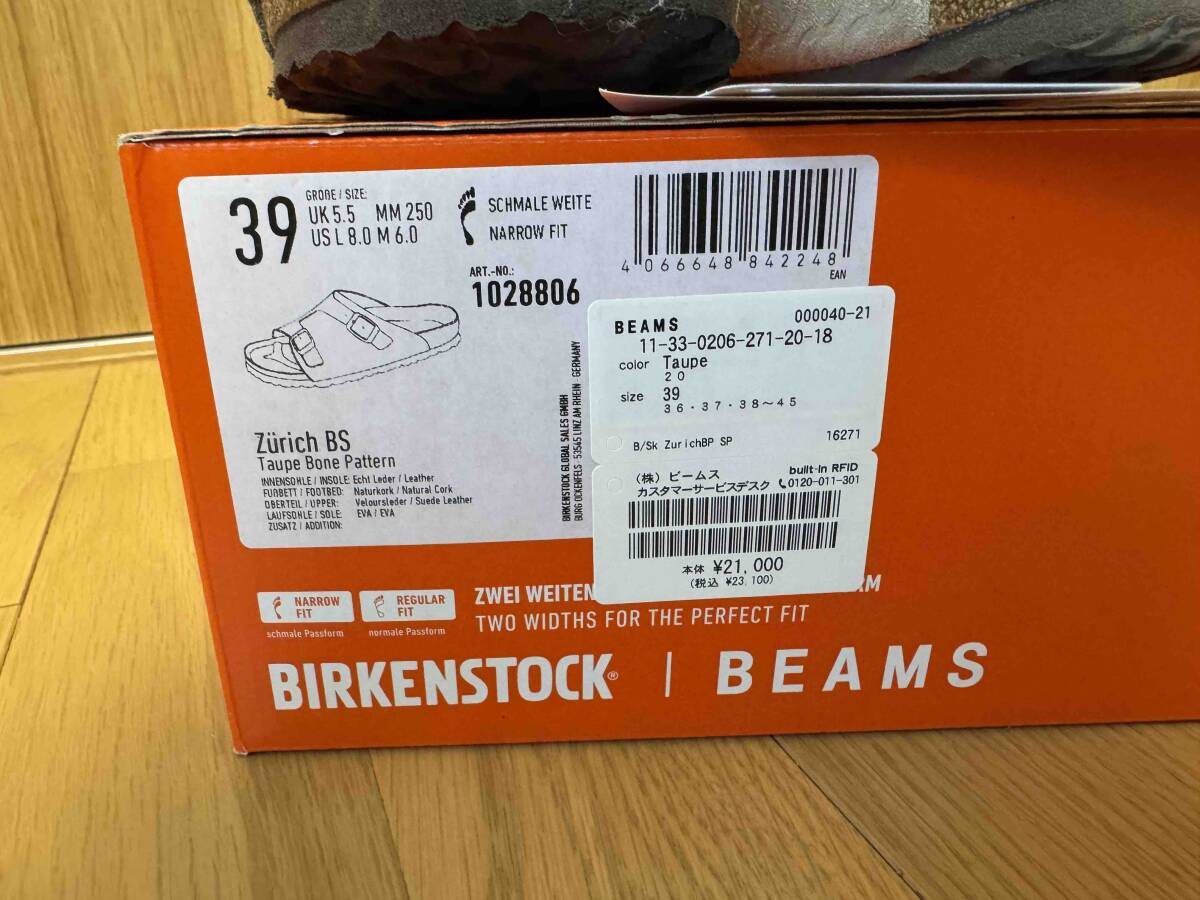 39
GRÖßE / SIZE:
UK 5.5 MM 250
US L 8.0 M 6.0
SCHMALE WEITE
NARROW FIT
4 066648 842248
EAN
ART.-NO.:
1028806
Zürich BS
Taupe Bone Pattern
INNENSOHLE / INSOLE: Echt Leder / Leather
FUßBETT / FOOTBED: Naturkork / Natural Cork
OBERTEIL / UPPER: Veloursleder / Suede Leather
LAUFSOHLE / SOLE: EVA / EVA
ZUSATZ / ADDITION:
BIRKENSTOCK GLOBAL SALES GMBH
BURG OCKENFELS · 53545 LINZ AM RHEIN · GERMANY
BEAMS 000040-21
11-33-0206-271-20-18
color Taupe
20
size 39
36・37・38～45
B/Sk ZurichBP SP 16271
(株) ビームス built-in RFID
カスタマーサービスデスク 0120-011-301
本体 ¥21,000
(税込 ¥23,100)
NARROW FIT
schmale Passform
REGULAR FIT
normale Passform
ZWEI WEITEN
TWO WIDTHS FOR THE PERFECT FIT
BIRKENSTOCK® | BEAMS